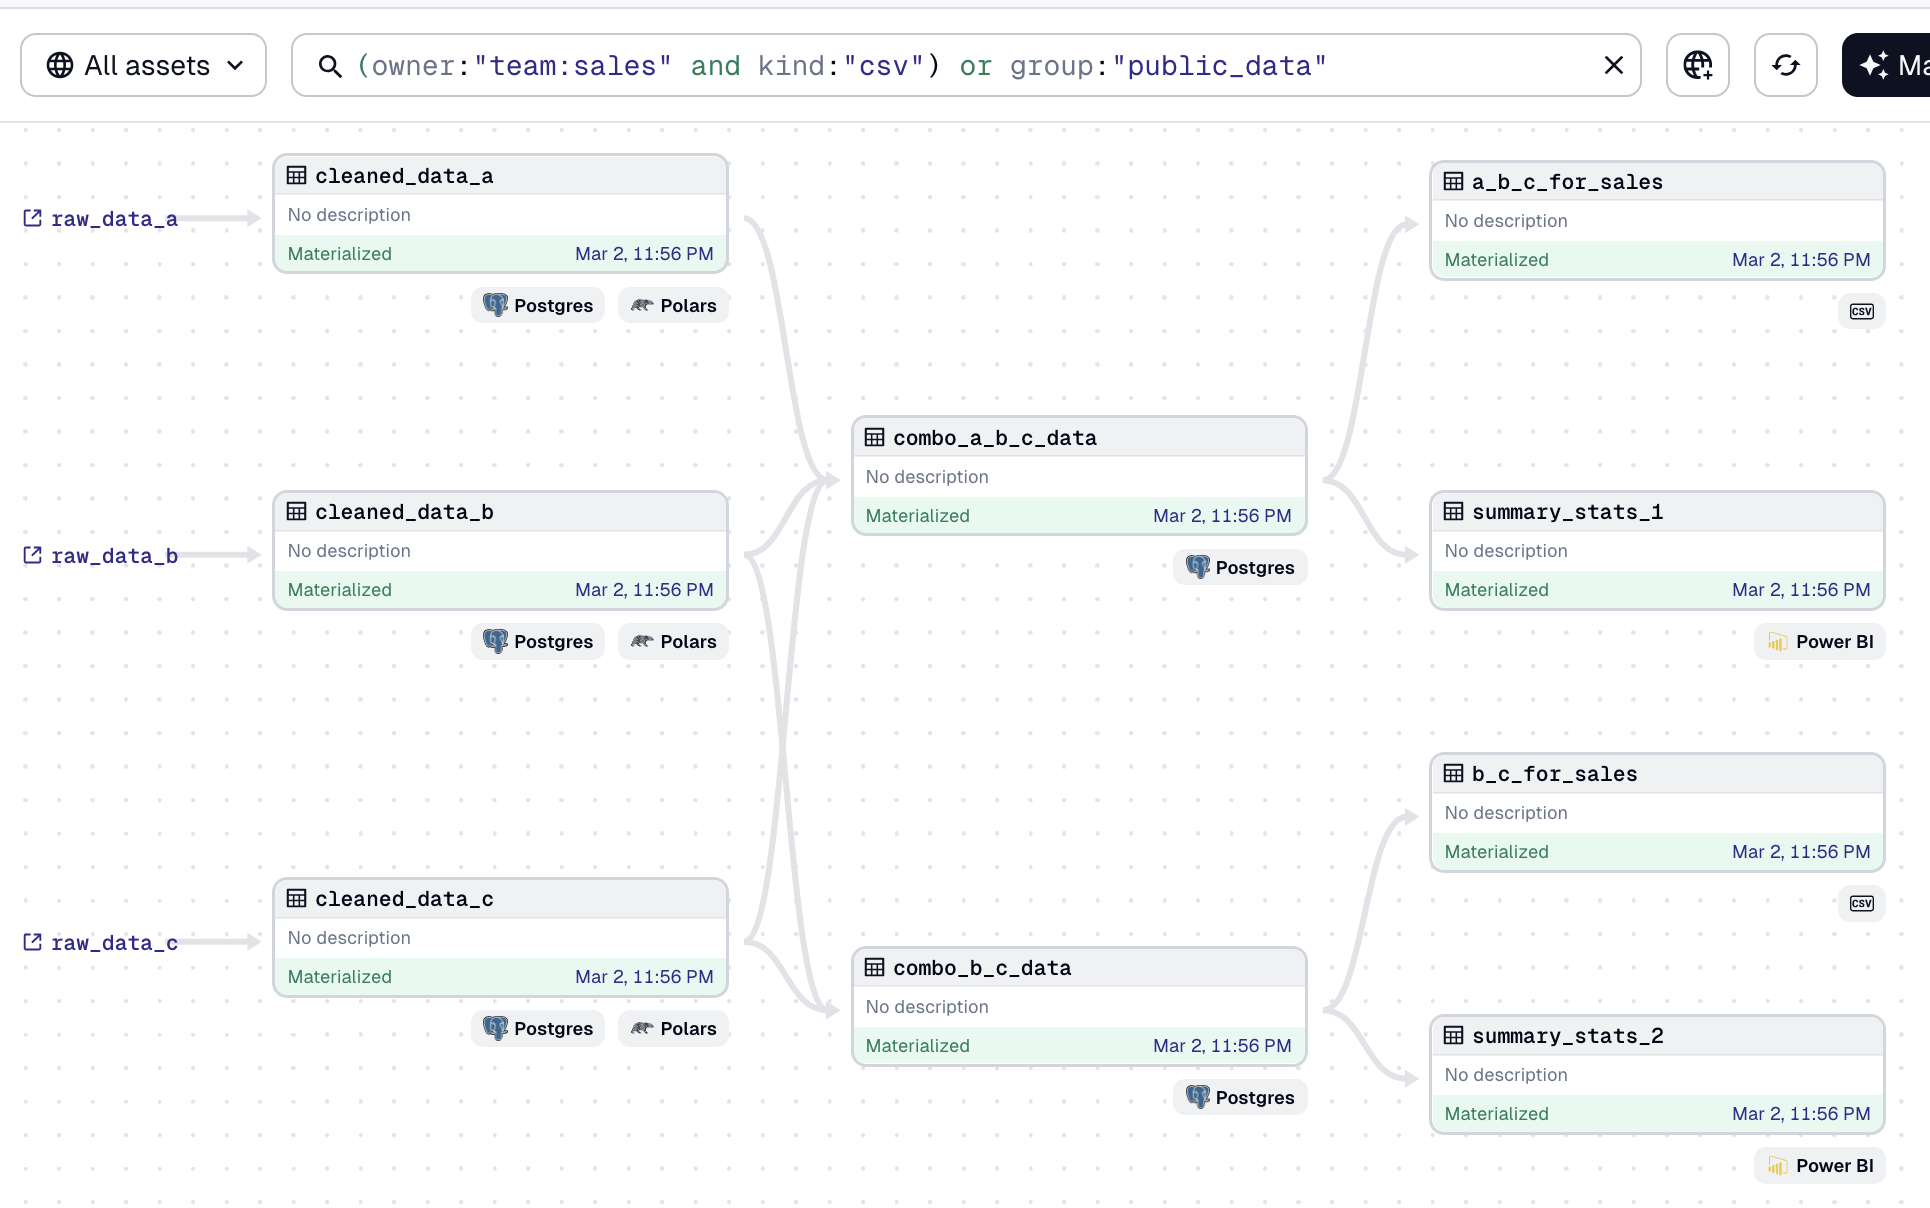 All assets
(owner:"team:sales" and kind:"csv") or group:"public_data"
Ma
raw_data_a
cleaned_data_a
No description
Materialized Mar 2, 11:56 PM
Postgres Polars
raw_data_b
cleaned_data_b
No description
Materialized Mar 2, 11:56 PM
Postgres Polars
raw_data_c
cleaned_data_c
No description
Materialized Mar 2, 11:56 PM
Postgres Polars
combo_a_b_c_data
No description
Materialized Mar 2, 11:56 PM
Postgres
combo_b_c_data
No description
Materialized Mar 2, 11:56 PM
Postgres
a_b_c_for_sales
No description
Materialized Mar 2, 11:56 PM
CSV
summary_stats_1
No description
Materialized Mar 2, 11:56 PM
Power BI
b_c_for_sales
No description
Materialized Mar 2, 11:56 PM
CSV
summary_stats_2
No description
Materialized Mar 2, 11:56 PM
Power BI